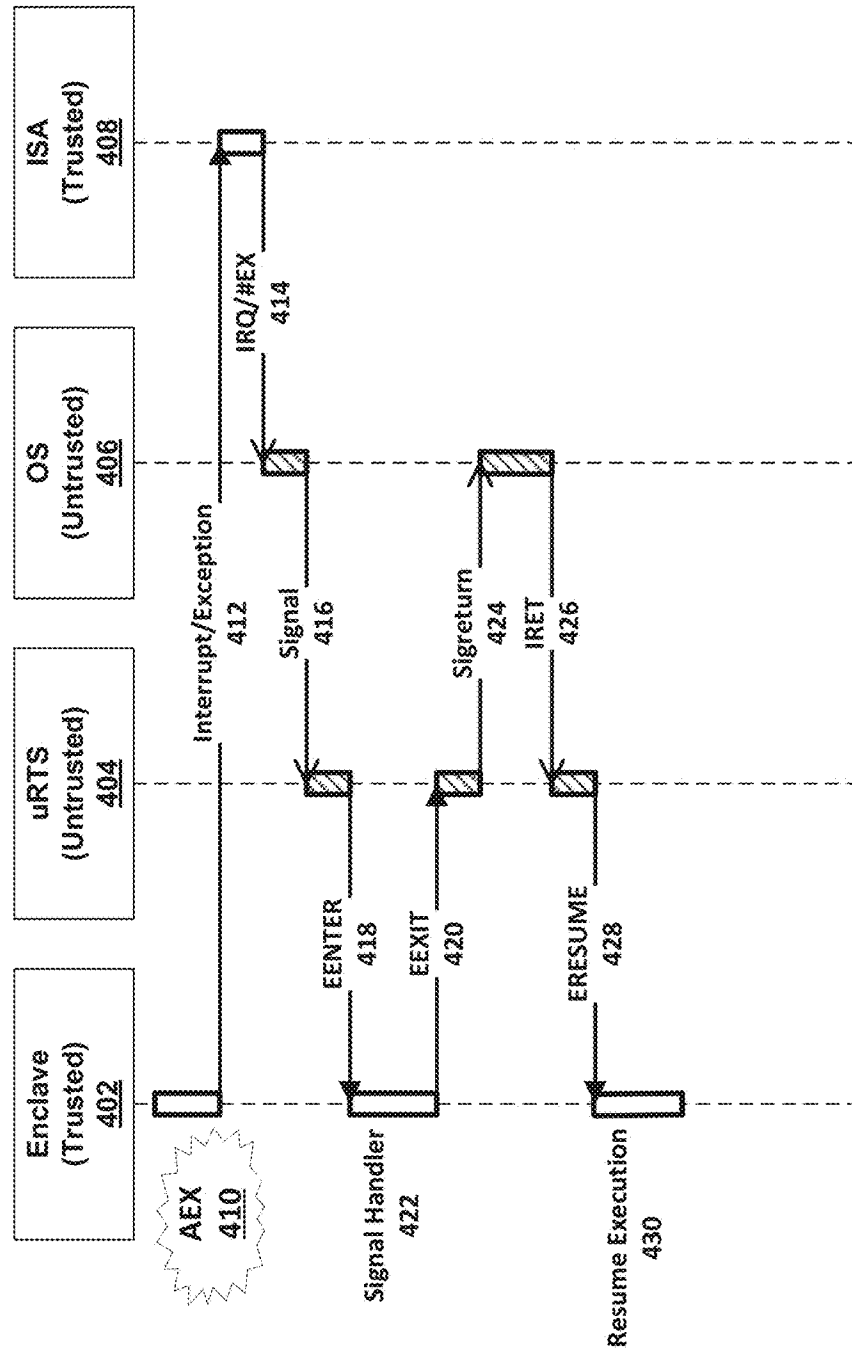 Enclave
(Trusted)
402
uRTS
(Untrusted)
404
OS
(Untrusted)
406
ISA
(Trusted)
408
AEX
410
Interrupt/Exception
412
IRQ/#EX
414
Signal
416
EENTER
418
Signal Handler
422
EEXIT
420
Sigreturn
424
IRET
426
ERESUME
428
Resume Execution
430